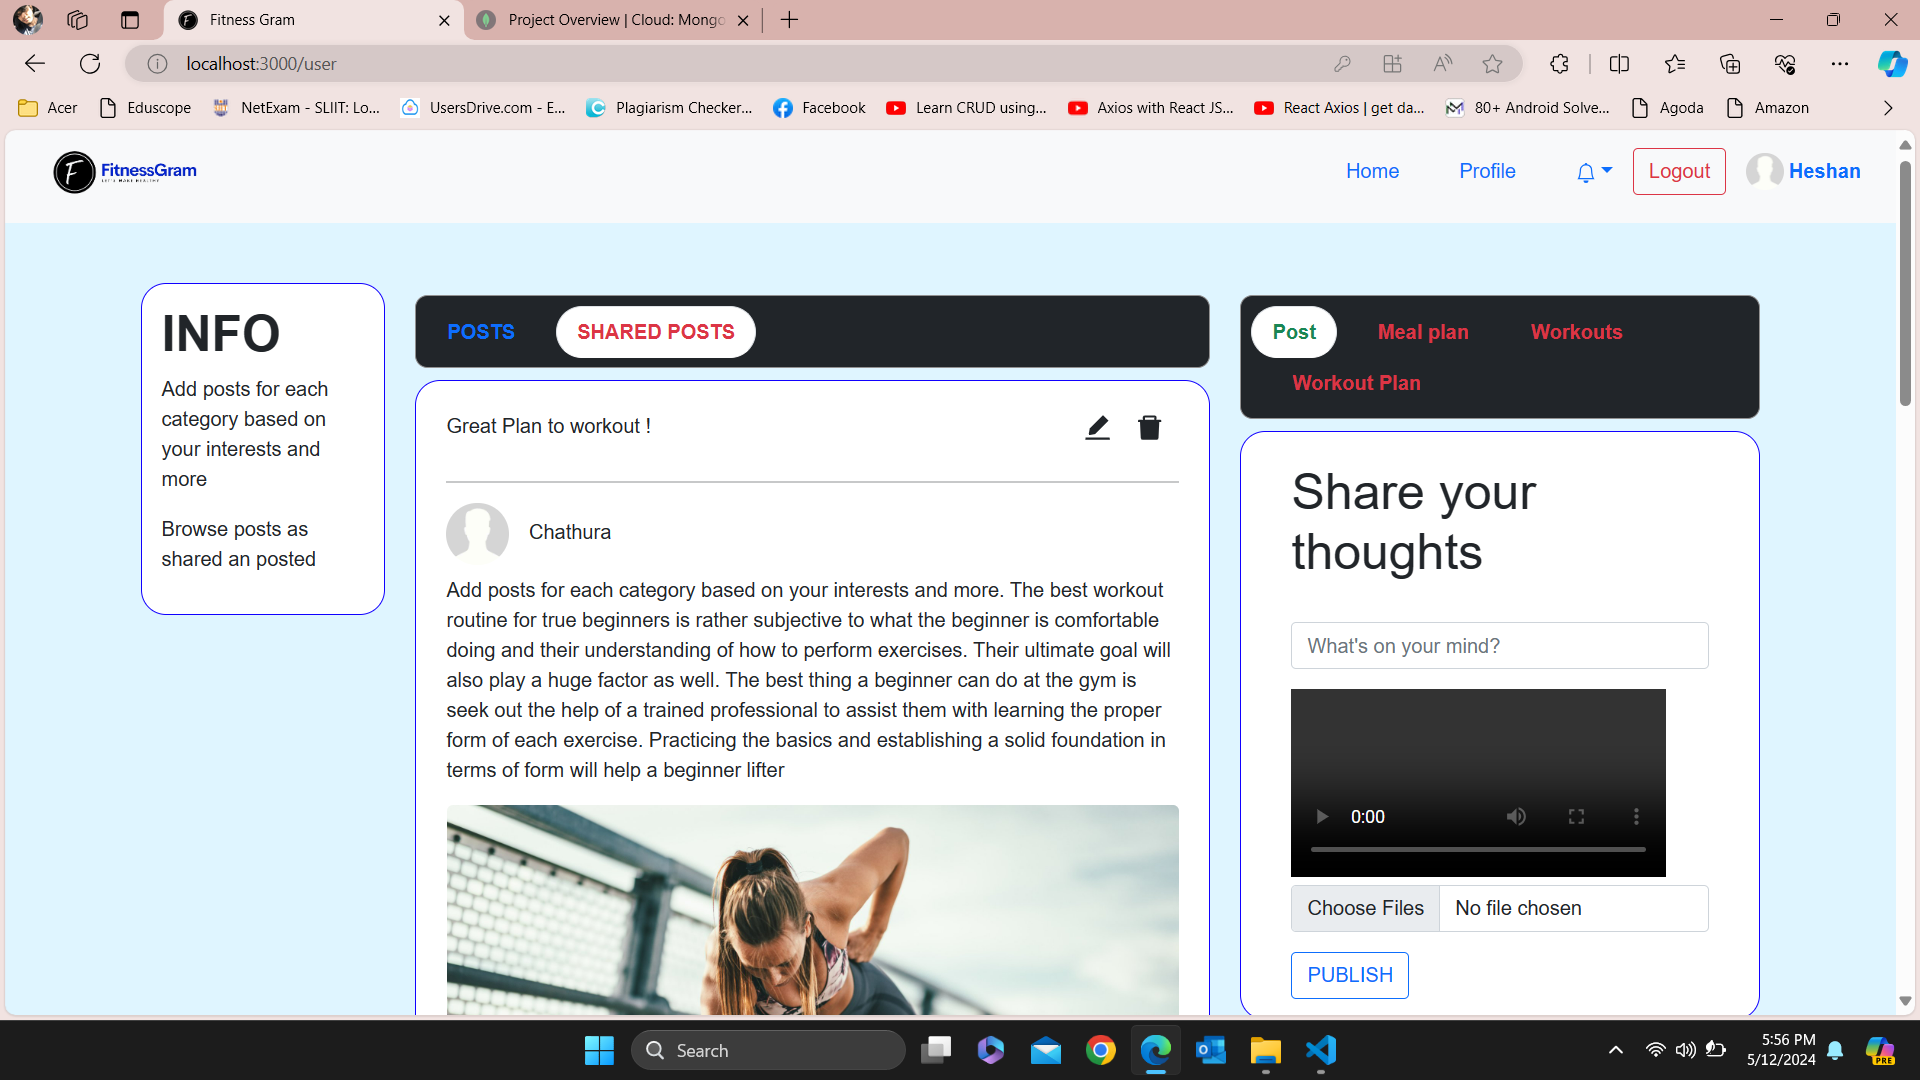 Fitness Gram
Project Overview | Cloud: Mongo
localhost:3000/user
Acer
Eduscope
NetExam - SLIIT: Lo...
UsersDrive.com - E...
Plagiarism Checker...
Facebook
Learn CRUD using...
Axios with React JS...
React Axios | get da...
80+ Android Solve...
Agoda
Amazon
F FitnessGram
Home
Profile
Logout
Heshan
INFO
Add posts for each
category based on
your interests and
more
Browse posts as
shared an posted
POSTS
SHARED POSTS
Great Plan to workout !
Chathura
Add posts for each category based on your interests and more. The best workout
routine for true beginners is rather subjective to what the beginner is comfortable
doing and their understanding of how to perform exercises. Their ultimate goal will
also play a huge factor as well. The best thing a beginner can do at the gym is
seek out the help of a trained professional to assist them with learning the proper
form of each exercise. Practicing the basics and establishing a solid foundation in
terms of form will help a beginner lifter
Post
Meal plan
Workouts
Workout Plan
Share your
thoughts
What's on your mind?
0:00
Choose Files
No file chosen
PUBLISH
Search
5:56 PM
5/12/2024
PRE